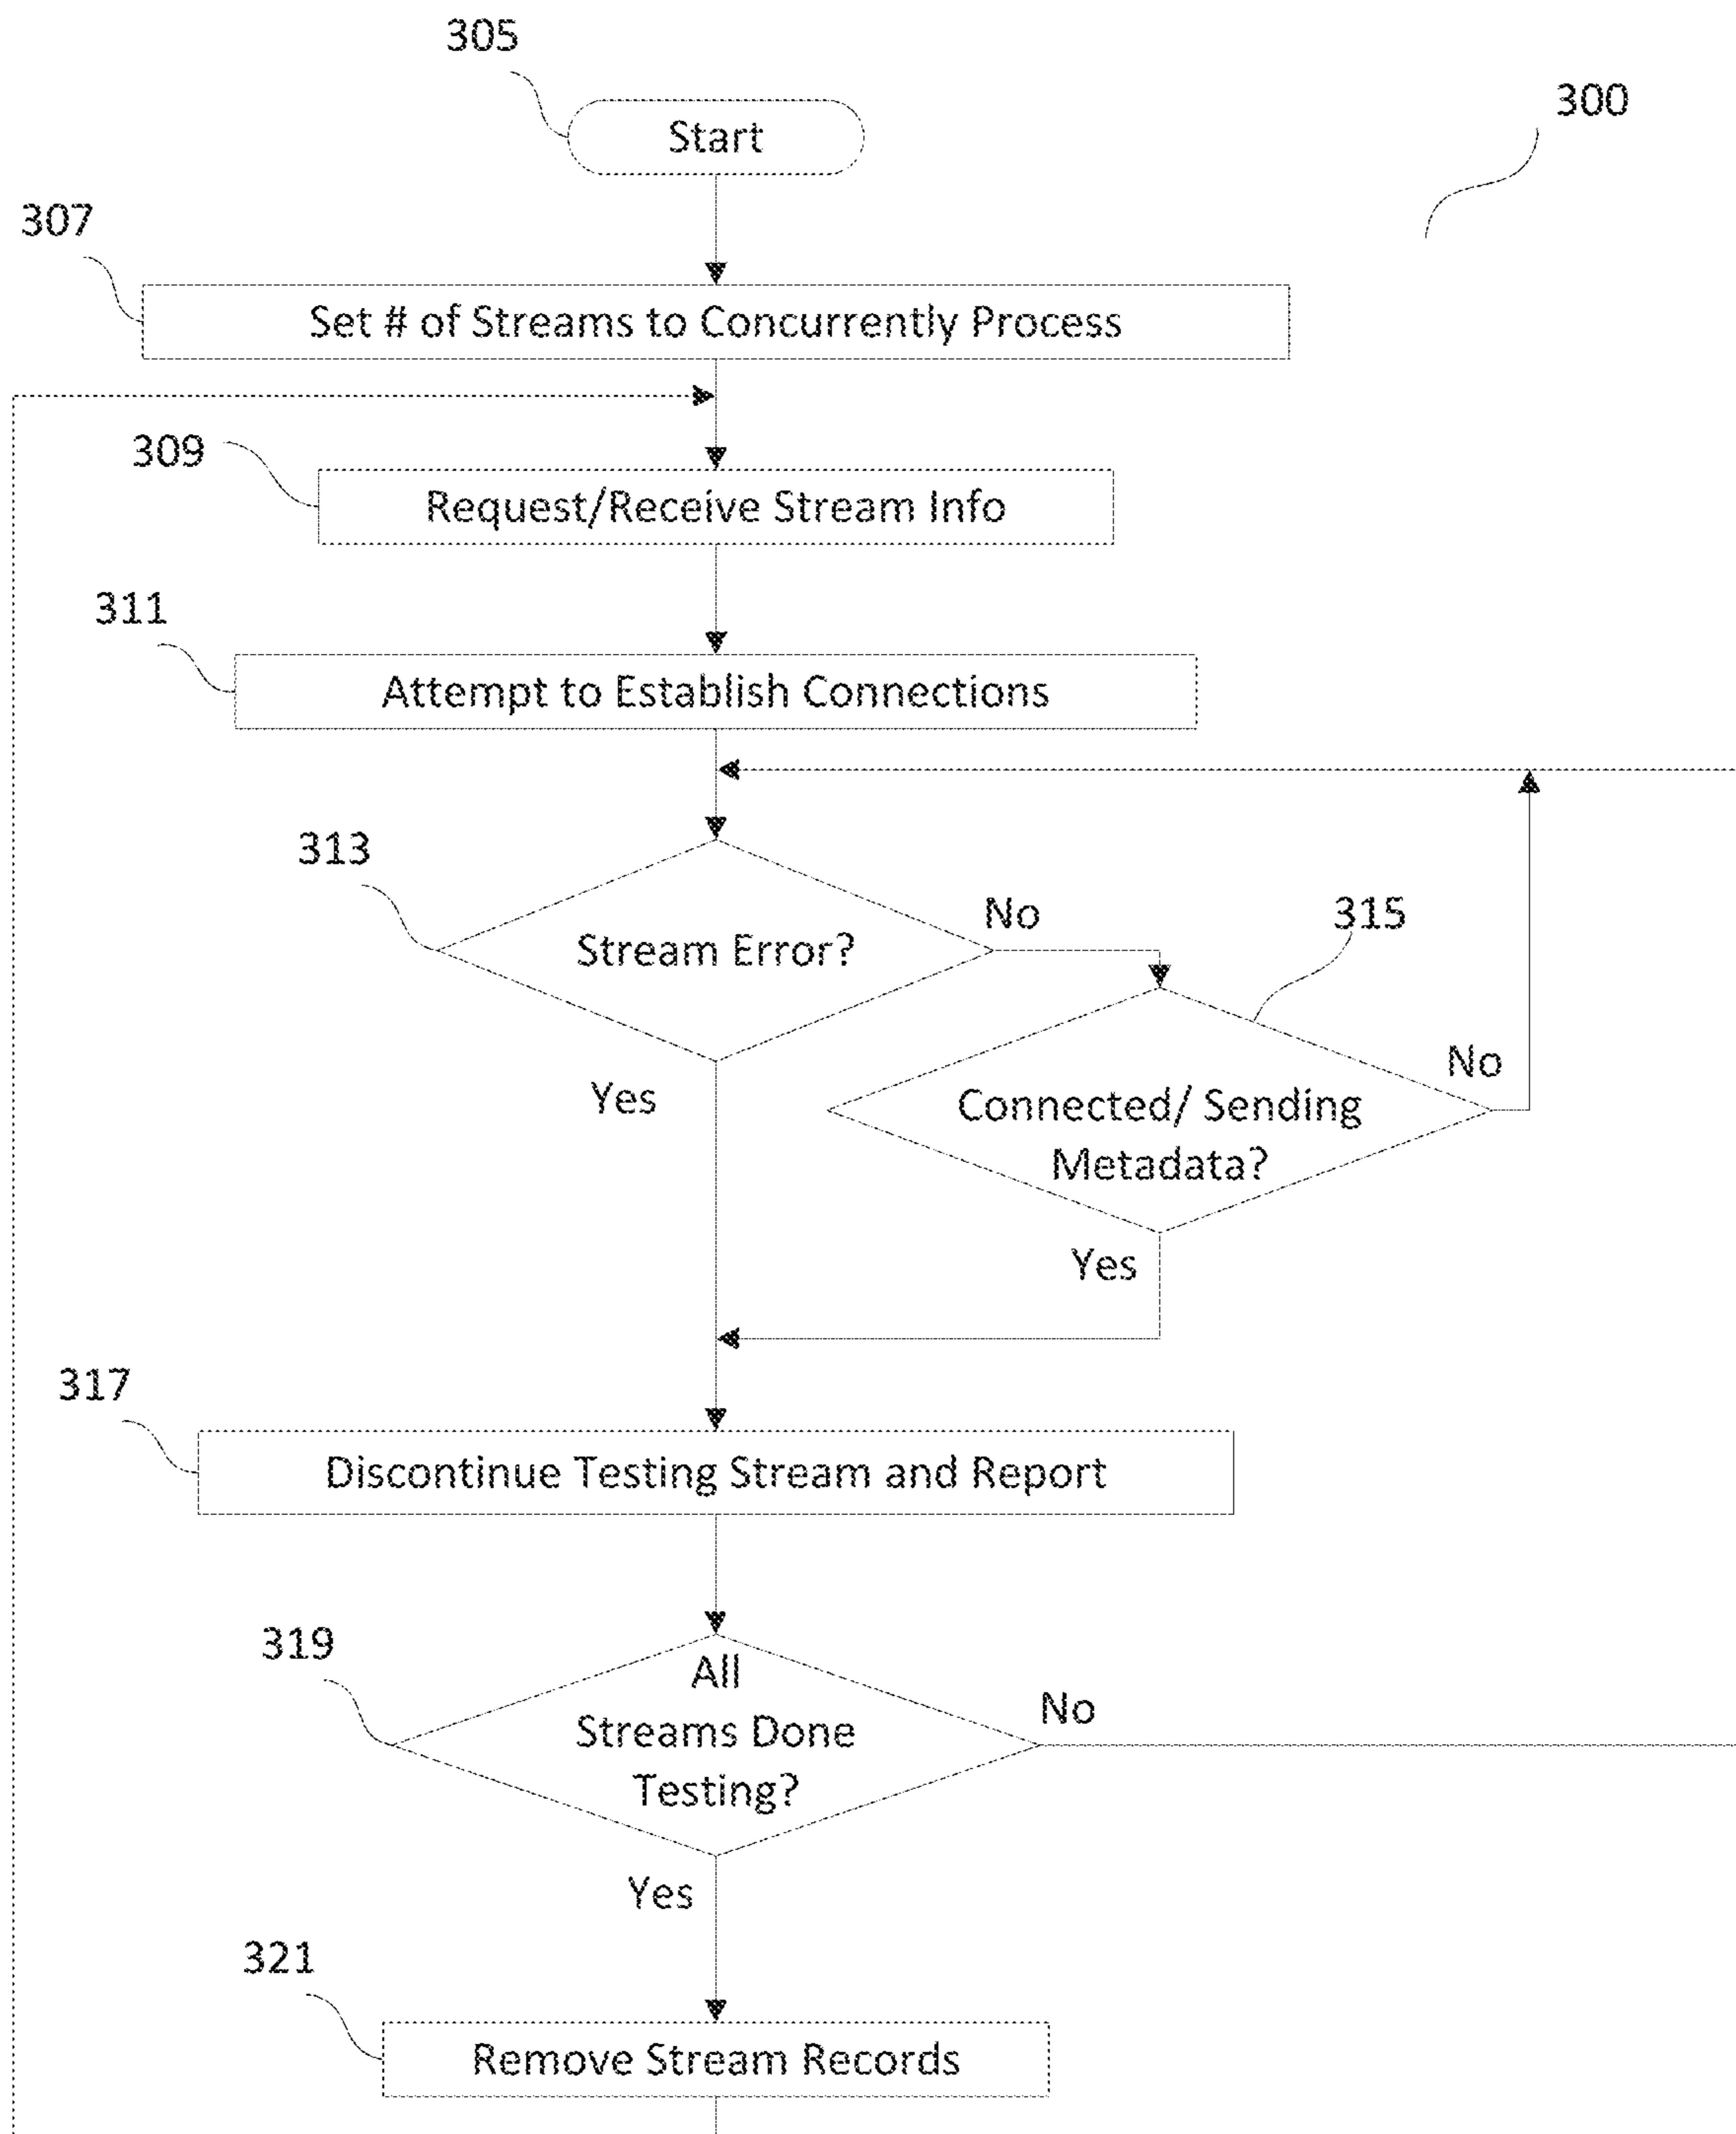 305
Start
300
307
Set # of Streams to Concurrently Process
309
Request/Receive Stream Info
311
Attempt to Establish Connections
313
Stream Error?
No
315
Connected/ Sending
Metadata?
No
Yes
Yes
317
Discontinue Testing Stream and Report
319
All
Streams Done
Testing?
No
Yes
321
Remove Stream Records